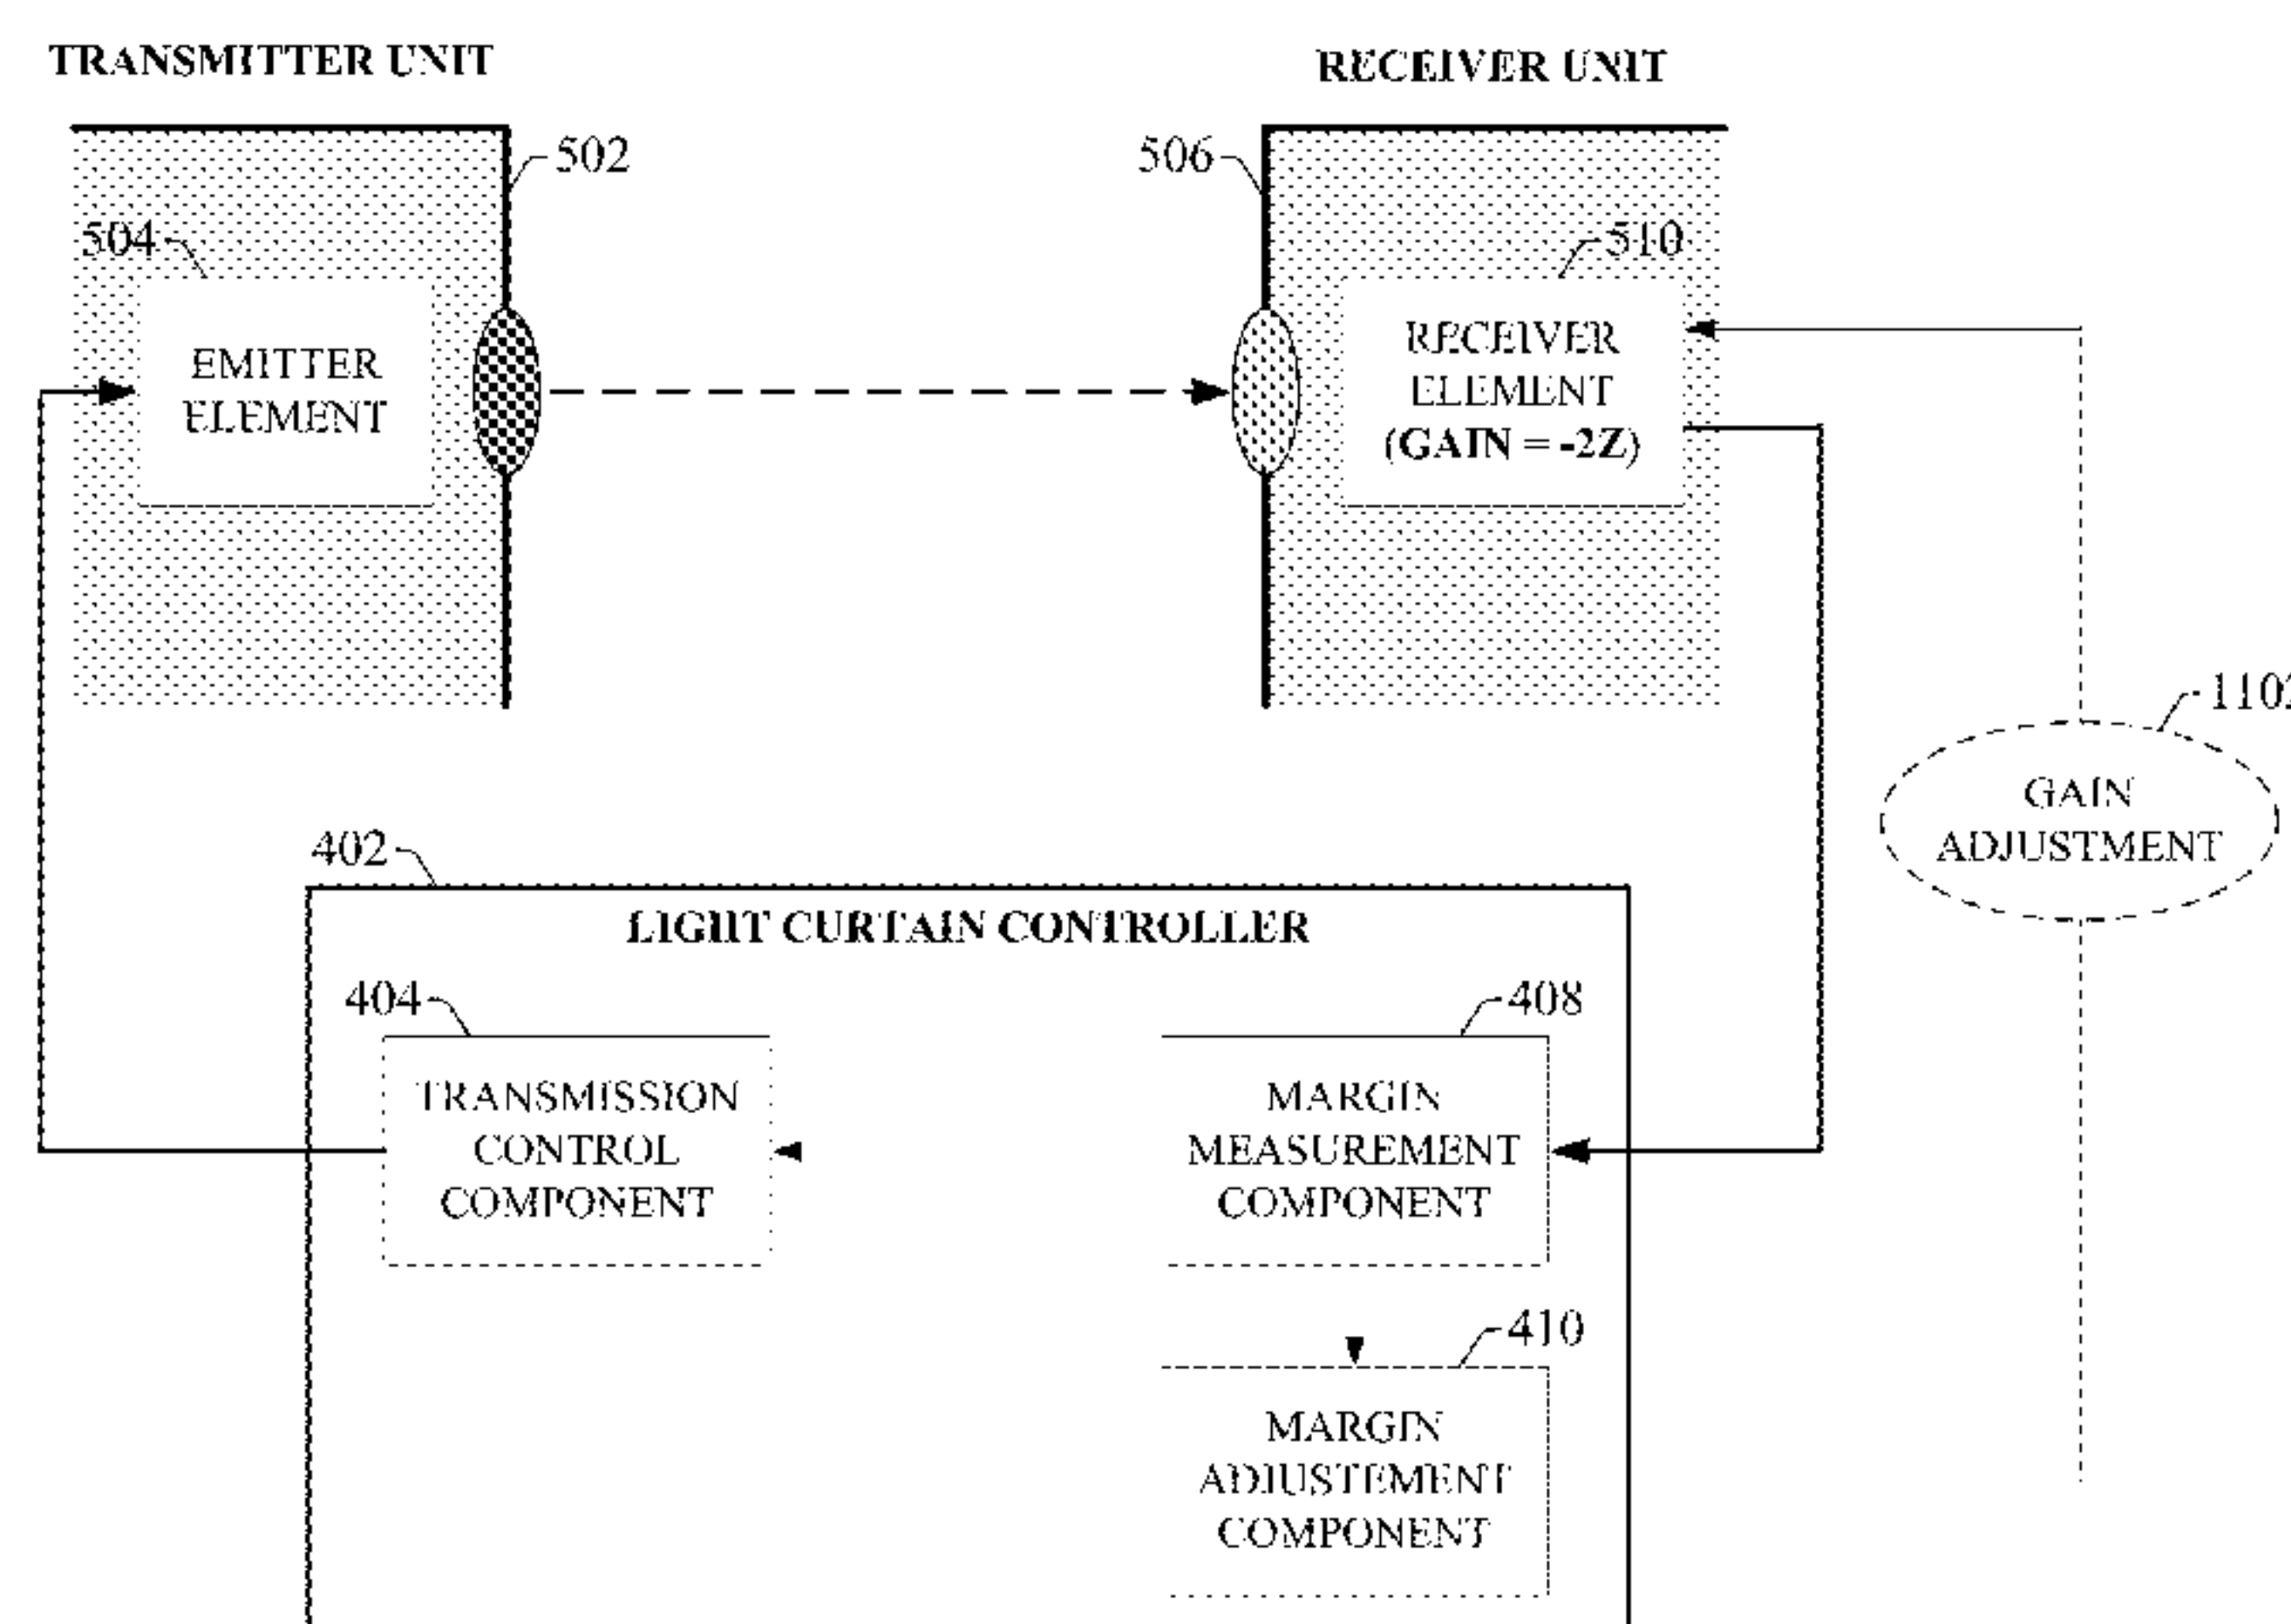 TRANSMITTER UNIT
RECEIVER UNIT
502
506
504
510
EMITTER
ELEMENT
RECEIVER
ELEMENT
(GAIN = -2Z)
GAIN
ADJUSTMENT
402
LIGHT CURTAIN CONTROLLER
404
408
TRANSMISSION
CONTROL
COMPONENT
MARGIN
MEASUREMENT
COMPONENT
410
MARGIN
ADJUSTEMENT
COMPONENT